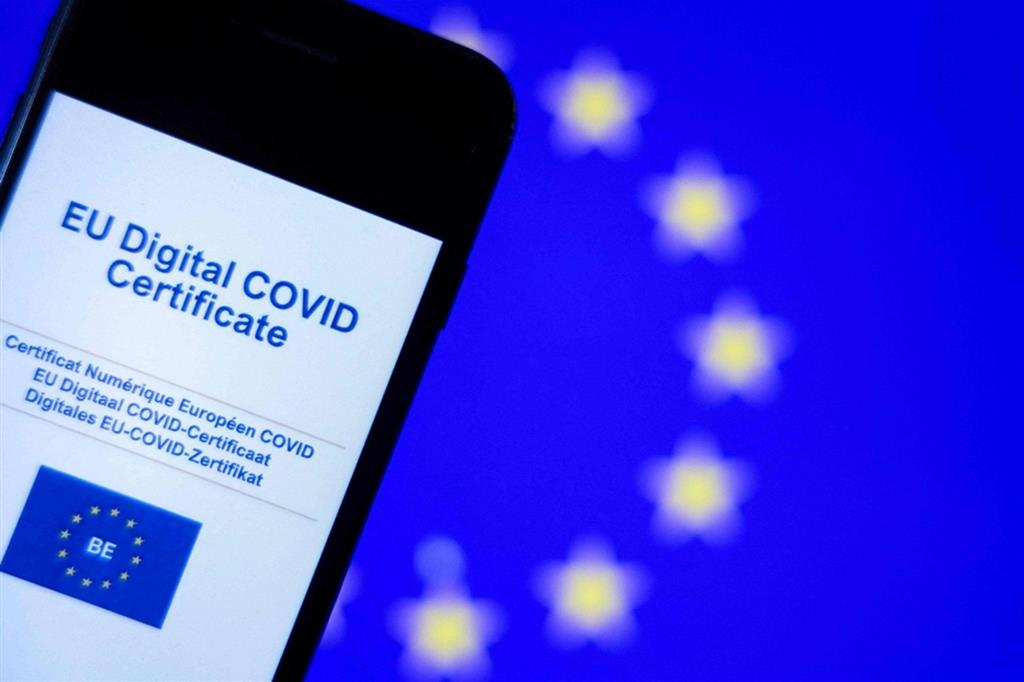 EU Digital COVID
Certificate
Certificat Numérique Européen COVID
EU Digitaal COVID-Certificaat
Digitales EU-COVID-Zertifikat
BE